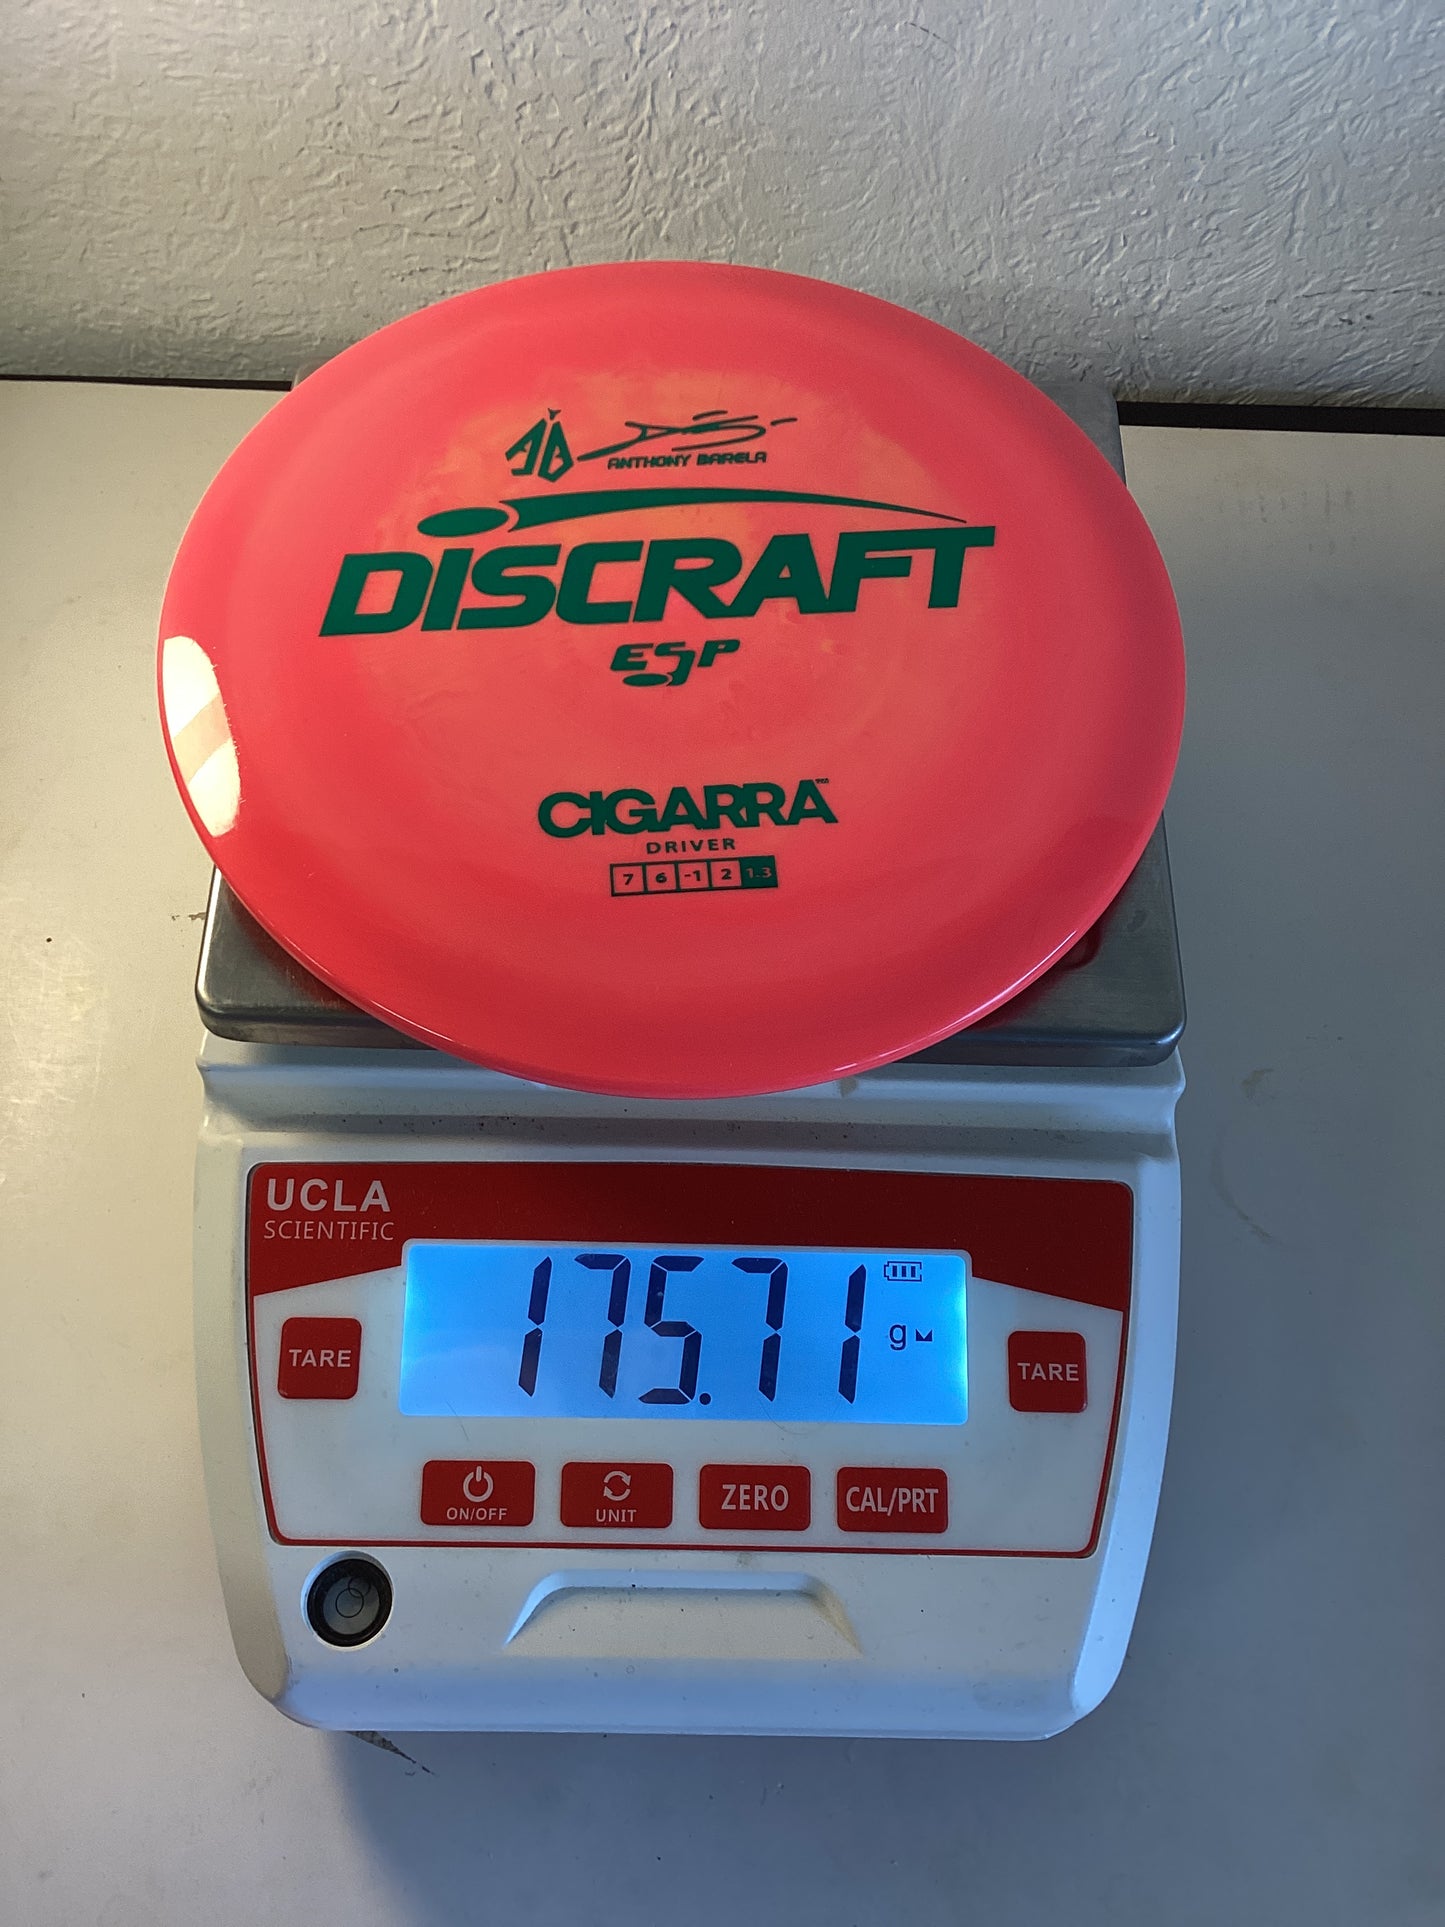 ANTHONY BARELA
DISCRAFT
ESP
CIGARRA
DRIVER
7 6 -1 2 1.3
UCLA
SCIENTIFIC
175.71 g
TARE
TARE
ON/OFF
UNIT
ZERO
CAL/PRT